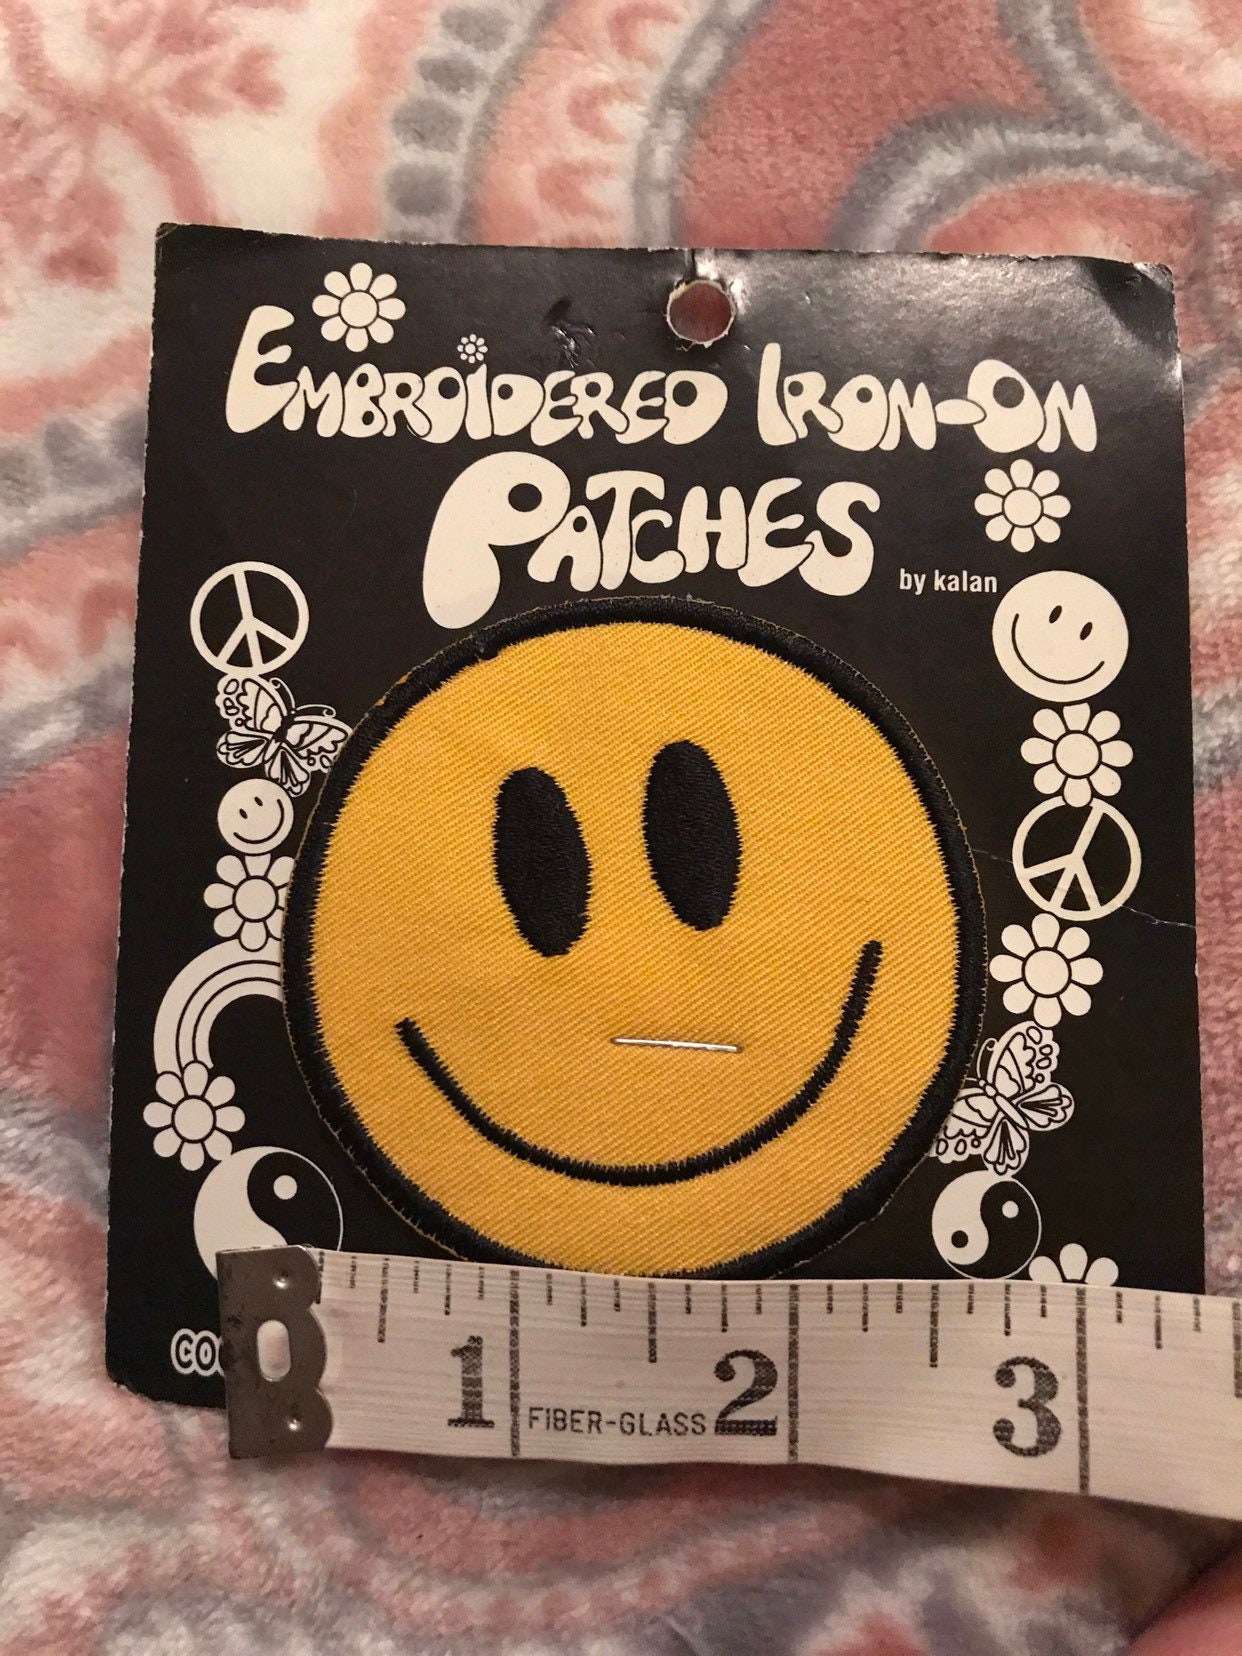 EMBROIDERED IRON-ON
PATCHES
by kalan
1 FIBER-GLASS 2 3